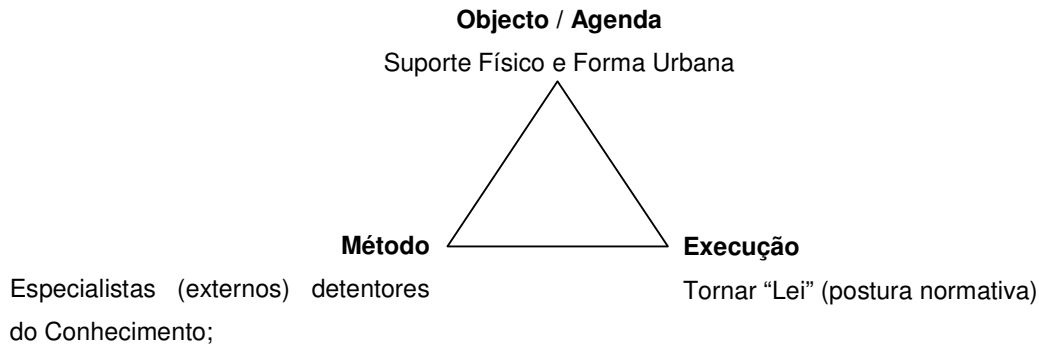 Objecto / Agenda
Suporte Físico e Forma Urbana
Método
Execução
Especialistas (externos) detentores
do Conhecimento;
Tornar “Lei” (postura normativa)